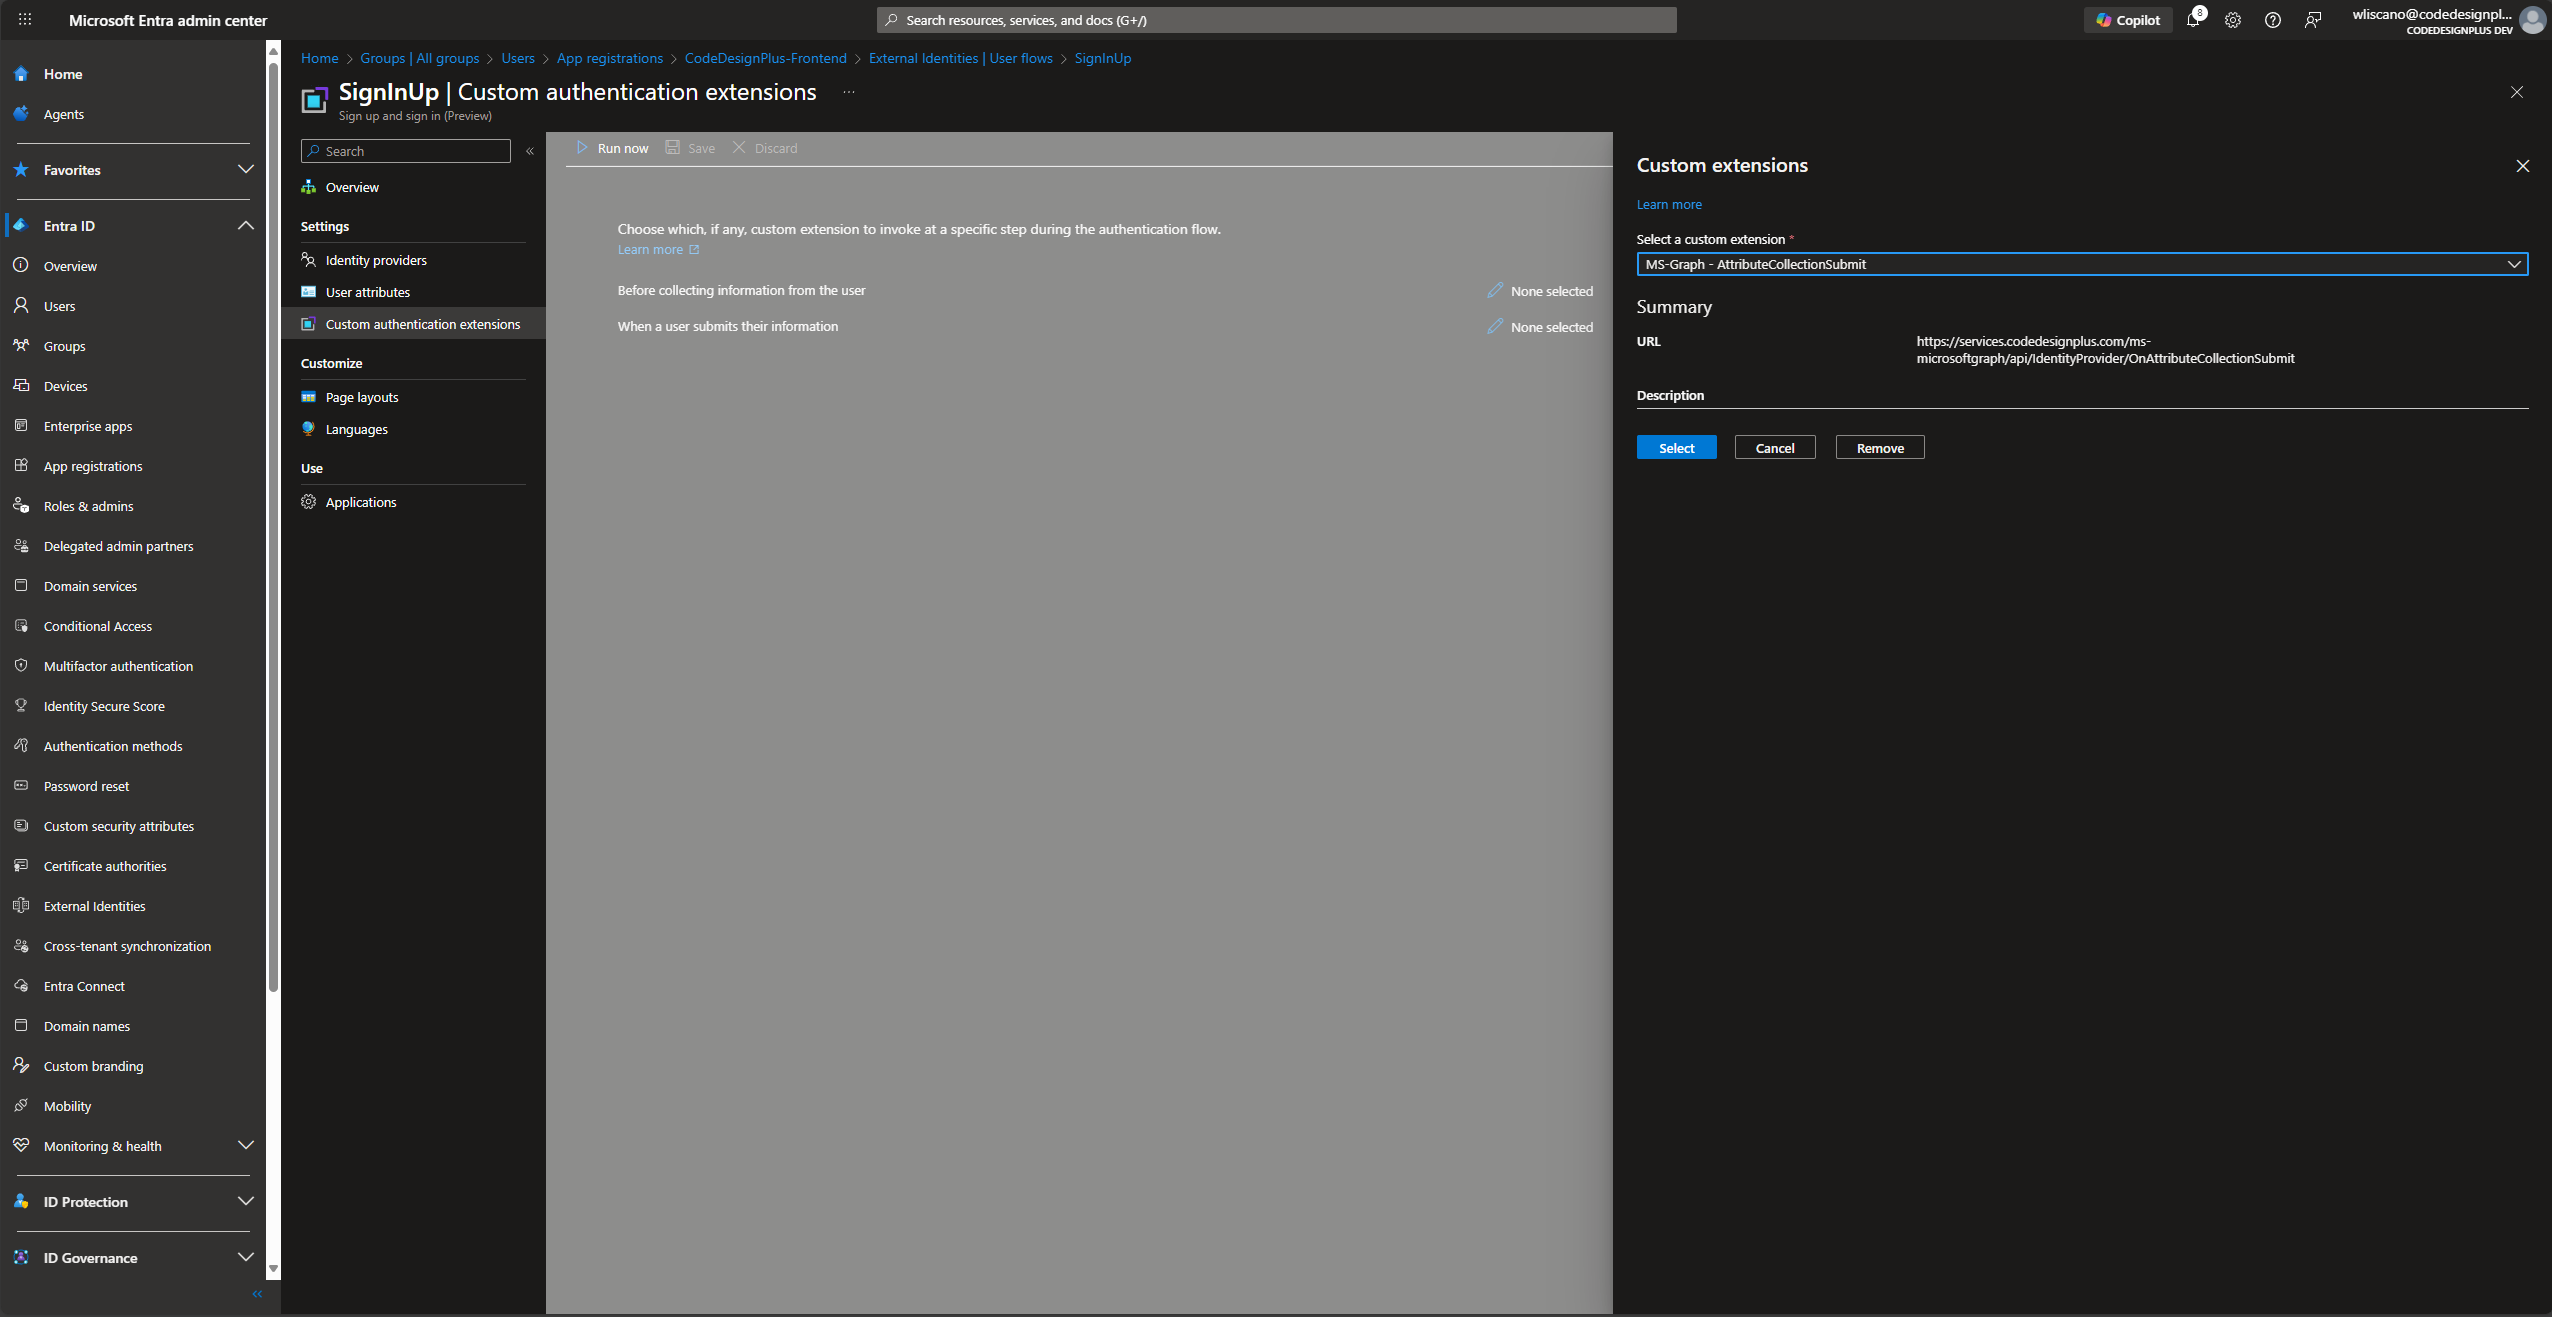 Microsoft Entra admin center
Search resources, services, and docs (G+/)
Copilot
8
wliscano@codedesignpl...
CODEDESIGNPLUS DEV
Home
Agents
Favorites
Entra ID
Overview
Users
Groups
Devices
Enterprise apps
App registrations
Roles & admins
Delegated admin partners
Domain services
Conditional Access
Multifactor authentication
Identity Secure Score
Authentication methods
Password reset
Custom security attributes
Certificate authorities
External Identities
Cross-tenant synchronization
Entra Connect
Domain names
Custom branding
Mobility
Monitoring & health
ID Protection
ID Governance
Home > Groups | All groups > Users > App registrations > CodeDesignPlus-Frontend > External Identities | User flows > SignInUp
SignInUp | Custom authentication extensions ...
Sign up and sign in (Preview)
Search
Overview
Settings
Identity providers
User attributes
Custom authentication extensions
Customize
Page layouts
Languages
Use
Applications
Run now
Save
Discard
Choose which, if any, custom extension to invoke at a specific step during the authentication flow.
Learn more
Before collecting information from the user
None selected
When a user submits their information
None selected
Custom extensions
Learn more
Select a custom extension *
MS-Graph - AttributeCollectionSubmit
Summary
URL
https://services.codedesignplus.com/ms-
microsoftgraph/api/IdentityProvider/OnAttributeCollectionSubmit
Description
Select
Cancel
Remove